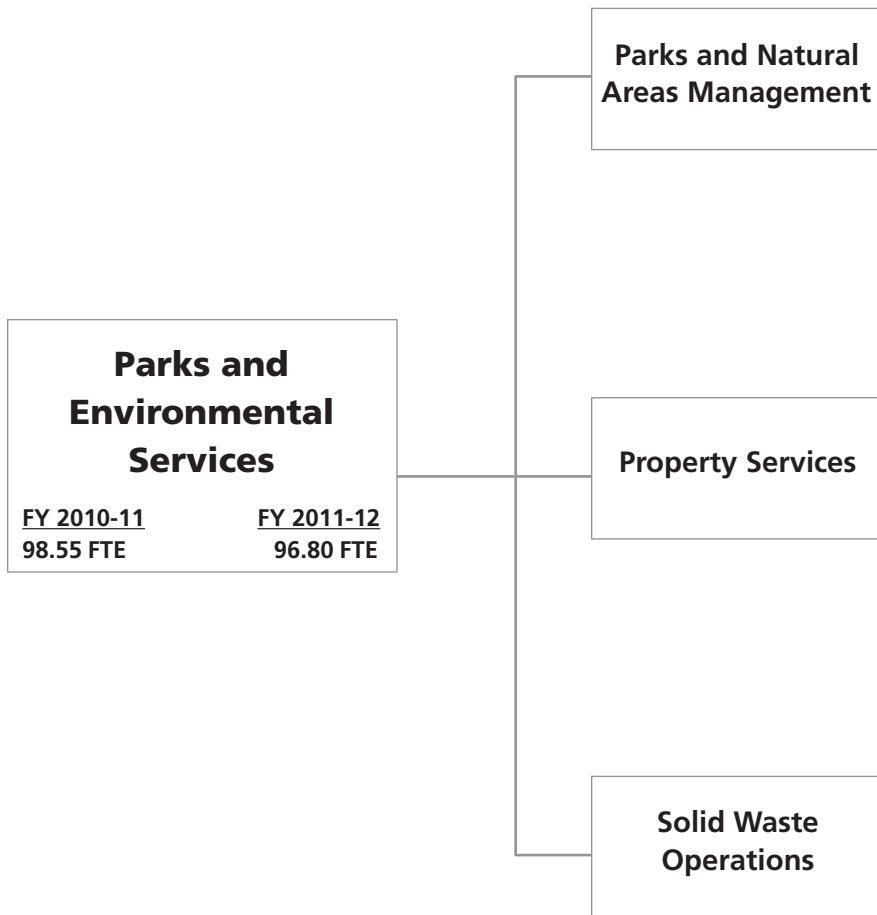 Parks and Natural
Areas Management
Parks and
Environmental
Services
FY 2010-11 FY 2011-12
98.55 FTE 96.80 FTE
Property Services
Solid Waste
Operations